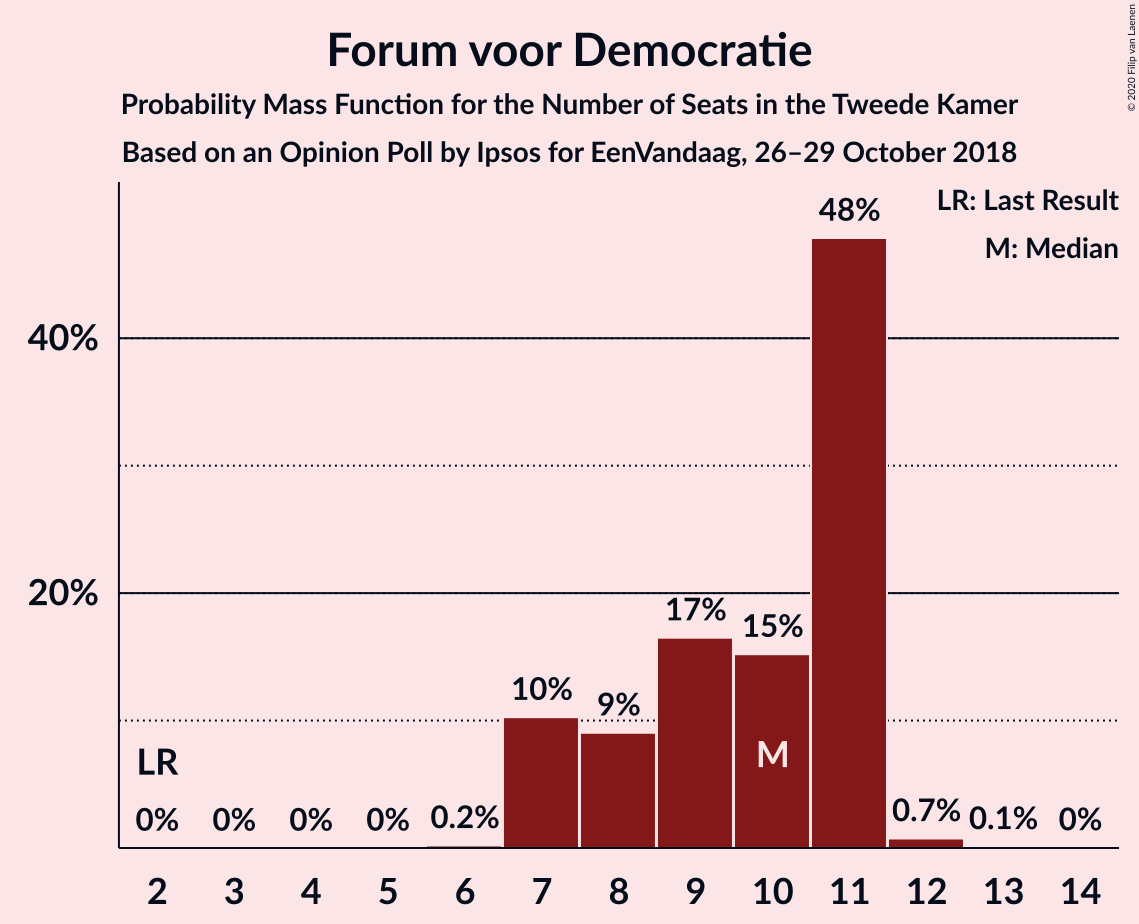 Forum voor Democratie
Probability Mass Function for the Number of Seats in the Tweede Kamer
Based on an Opinion Poll by Ipsos for EenVandaag, 26–29 October 2018
© 2020 Filip van Laenen
LR: Last Result
M: Median
48%
40%
20%
17%
15%
10%
9%
M
LR
0% 0% 0% 0% 0.2% 0.7% 0.1% 0%
2 3 4 5 6 7 8 9 10 11 12 13 14